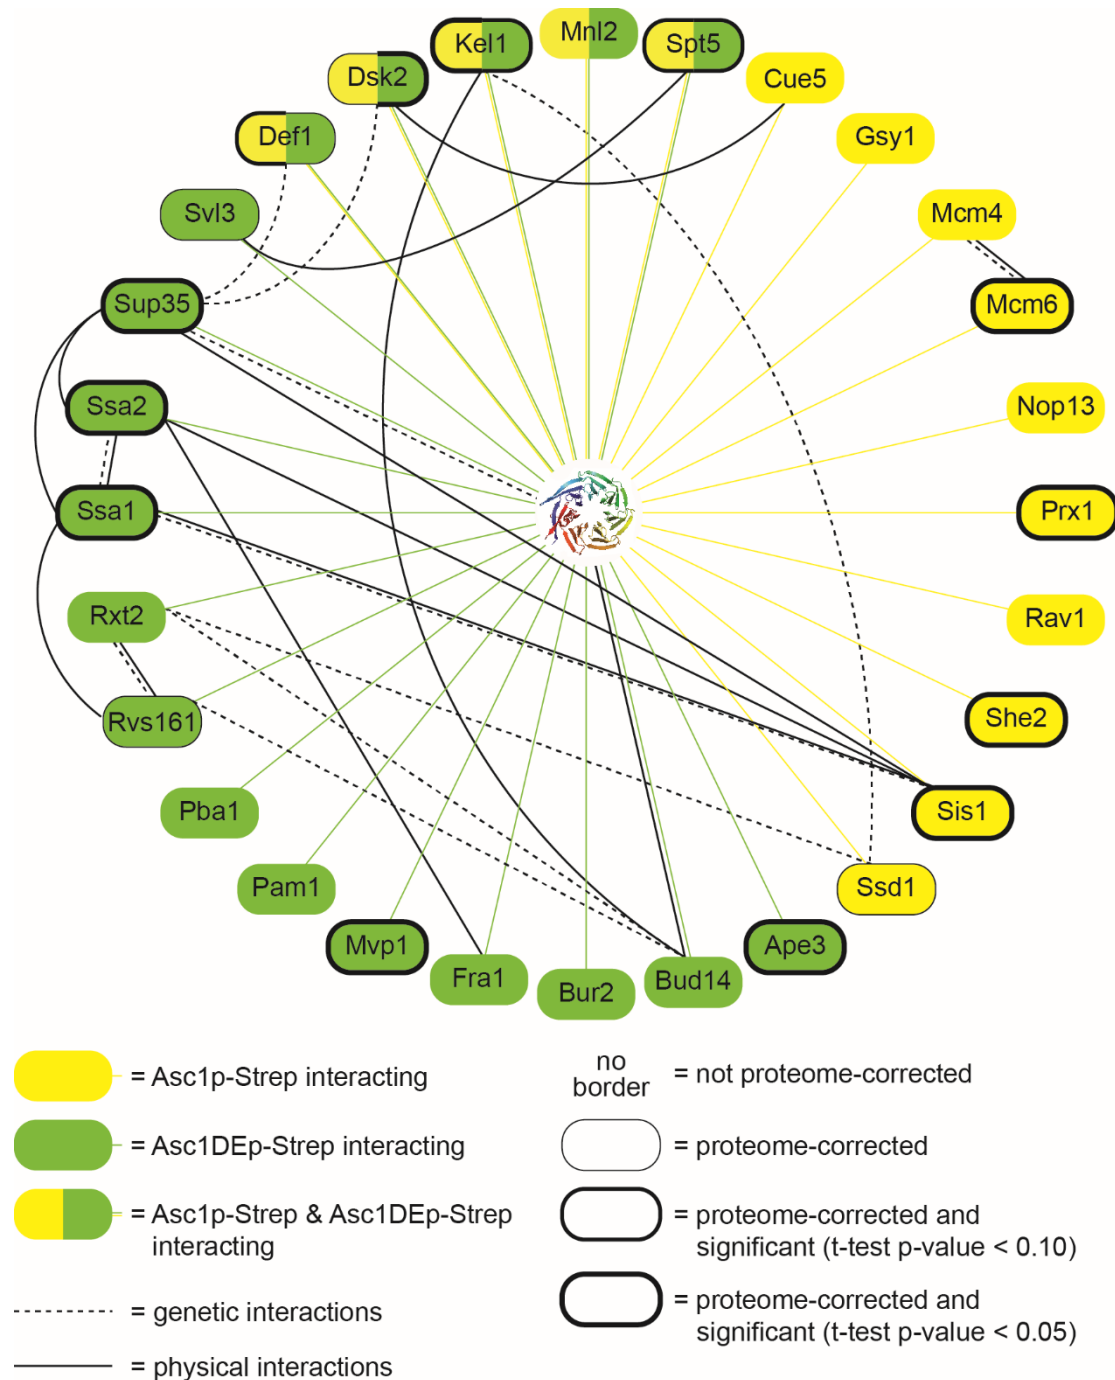 Mnl2
Kel1
Spt5
Dsk2
Cue5
Def1
Gsy1
Svl3
Mcm4
Sup35
Mcm6
Ssa2
Nop13
Ssa1
Prx1
Rxt2
Rav1
Rvs161
She2
Pba1
Sis1
Pam1
Ssd1
Mvp1
Ape3
Fra1
Bur2
Bud14
= Asc1p-Strep interacting
= Asc1DEp-Strep interacting
= Asc1p-Strep & Asc1DEp-Strep
interacting
= genetic interactions
= physical interactions
no
border
= not proteome-corrected
= proteome-corrected
= proteome-corrected and
significant (t-test p-value < 0.10)
= proteome-corrected and
significant (t-test p-value < 0.05)